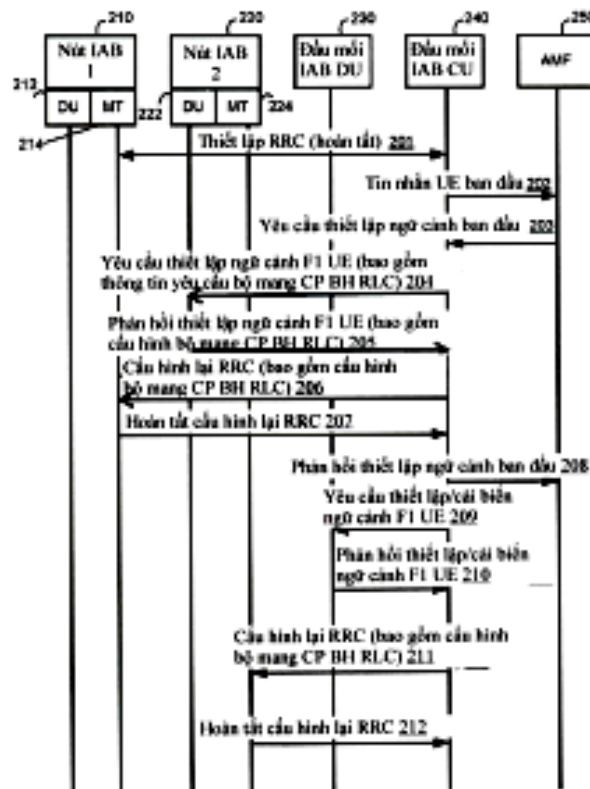 210
220
230
240
250
Nút IAB
1
Nút IAB
2
Đầu mối
IAB DU
Đầu mối
IAB CU
AMF
212
DU
MT
222
DU
MT
224
214
Thiết lập RRC (hoàn tất) 201
Tin nhắn UE ban đầu 202
Yêu cầu thiết lập ngữ cảnh ban đầu 203
Yêu cầu thiết lập ngữ cảnh F1 UE (bao gồm
thông tin yêu cầu bộ mang CP BH RLC) 204
Phản hồi thiết lập ngữ cảnh F1 UE (bao gồm
cấu hình bộ mang CP BH RLC) 205
Cấu hình lại RRC (bao gồm cấu hình
bộ mang CP BH RLC) 206
Hoàn tất cấu hình lại RRC 207
Phản hồi thiết lập ngữ cảnh ban đầu 208
Yêu cầu thiết lập/cải biến
ngữ cảnh F1 UE 209
Phản hồi thiết lập/cải biến
ngữ cảnh F1 UE 210
Cấu hình lại RRC (bao gồm cấu hình
bộ mang CP BH RLC) 211
Hoàn tất cấu hình lại RRC 212